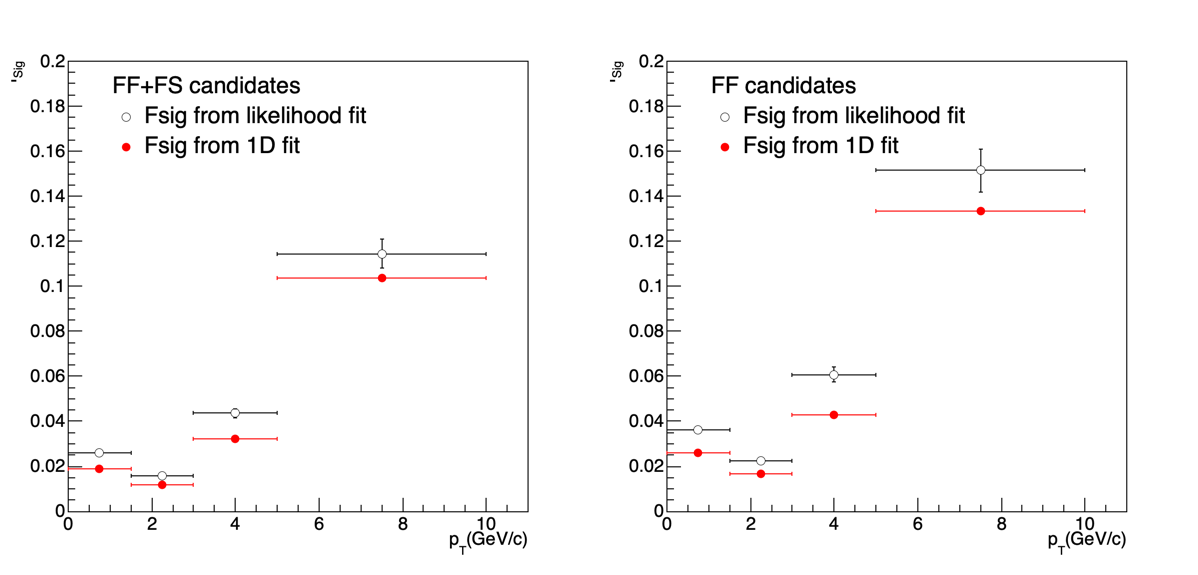 Sig
0.2
FF+FS candidates
0.18
Fsig from likelihood fit
0.16
Fsig from 1D fit
0.14
0.12
0.1
0.08
0.06
0.04
0.02
0
0 2 4 6 8 10
pT(GeV/c)
Sig
0.2
FF candidates
0.18
Fsig from likelihood fit
0.16
Fsig from 1D fit
0.14
0.12
0.1
0.08
0.06
0.04
0.02
0
0 2 4 6 8 10
pT(GeV/c)